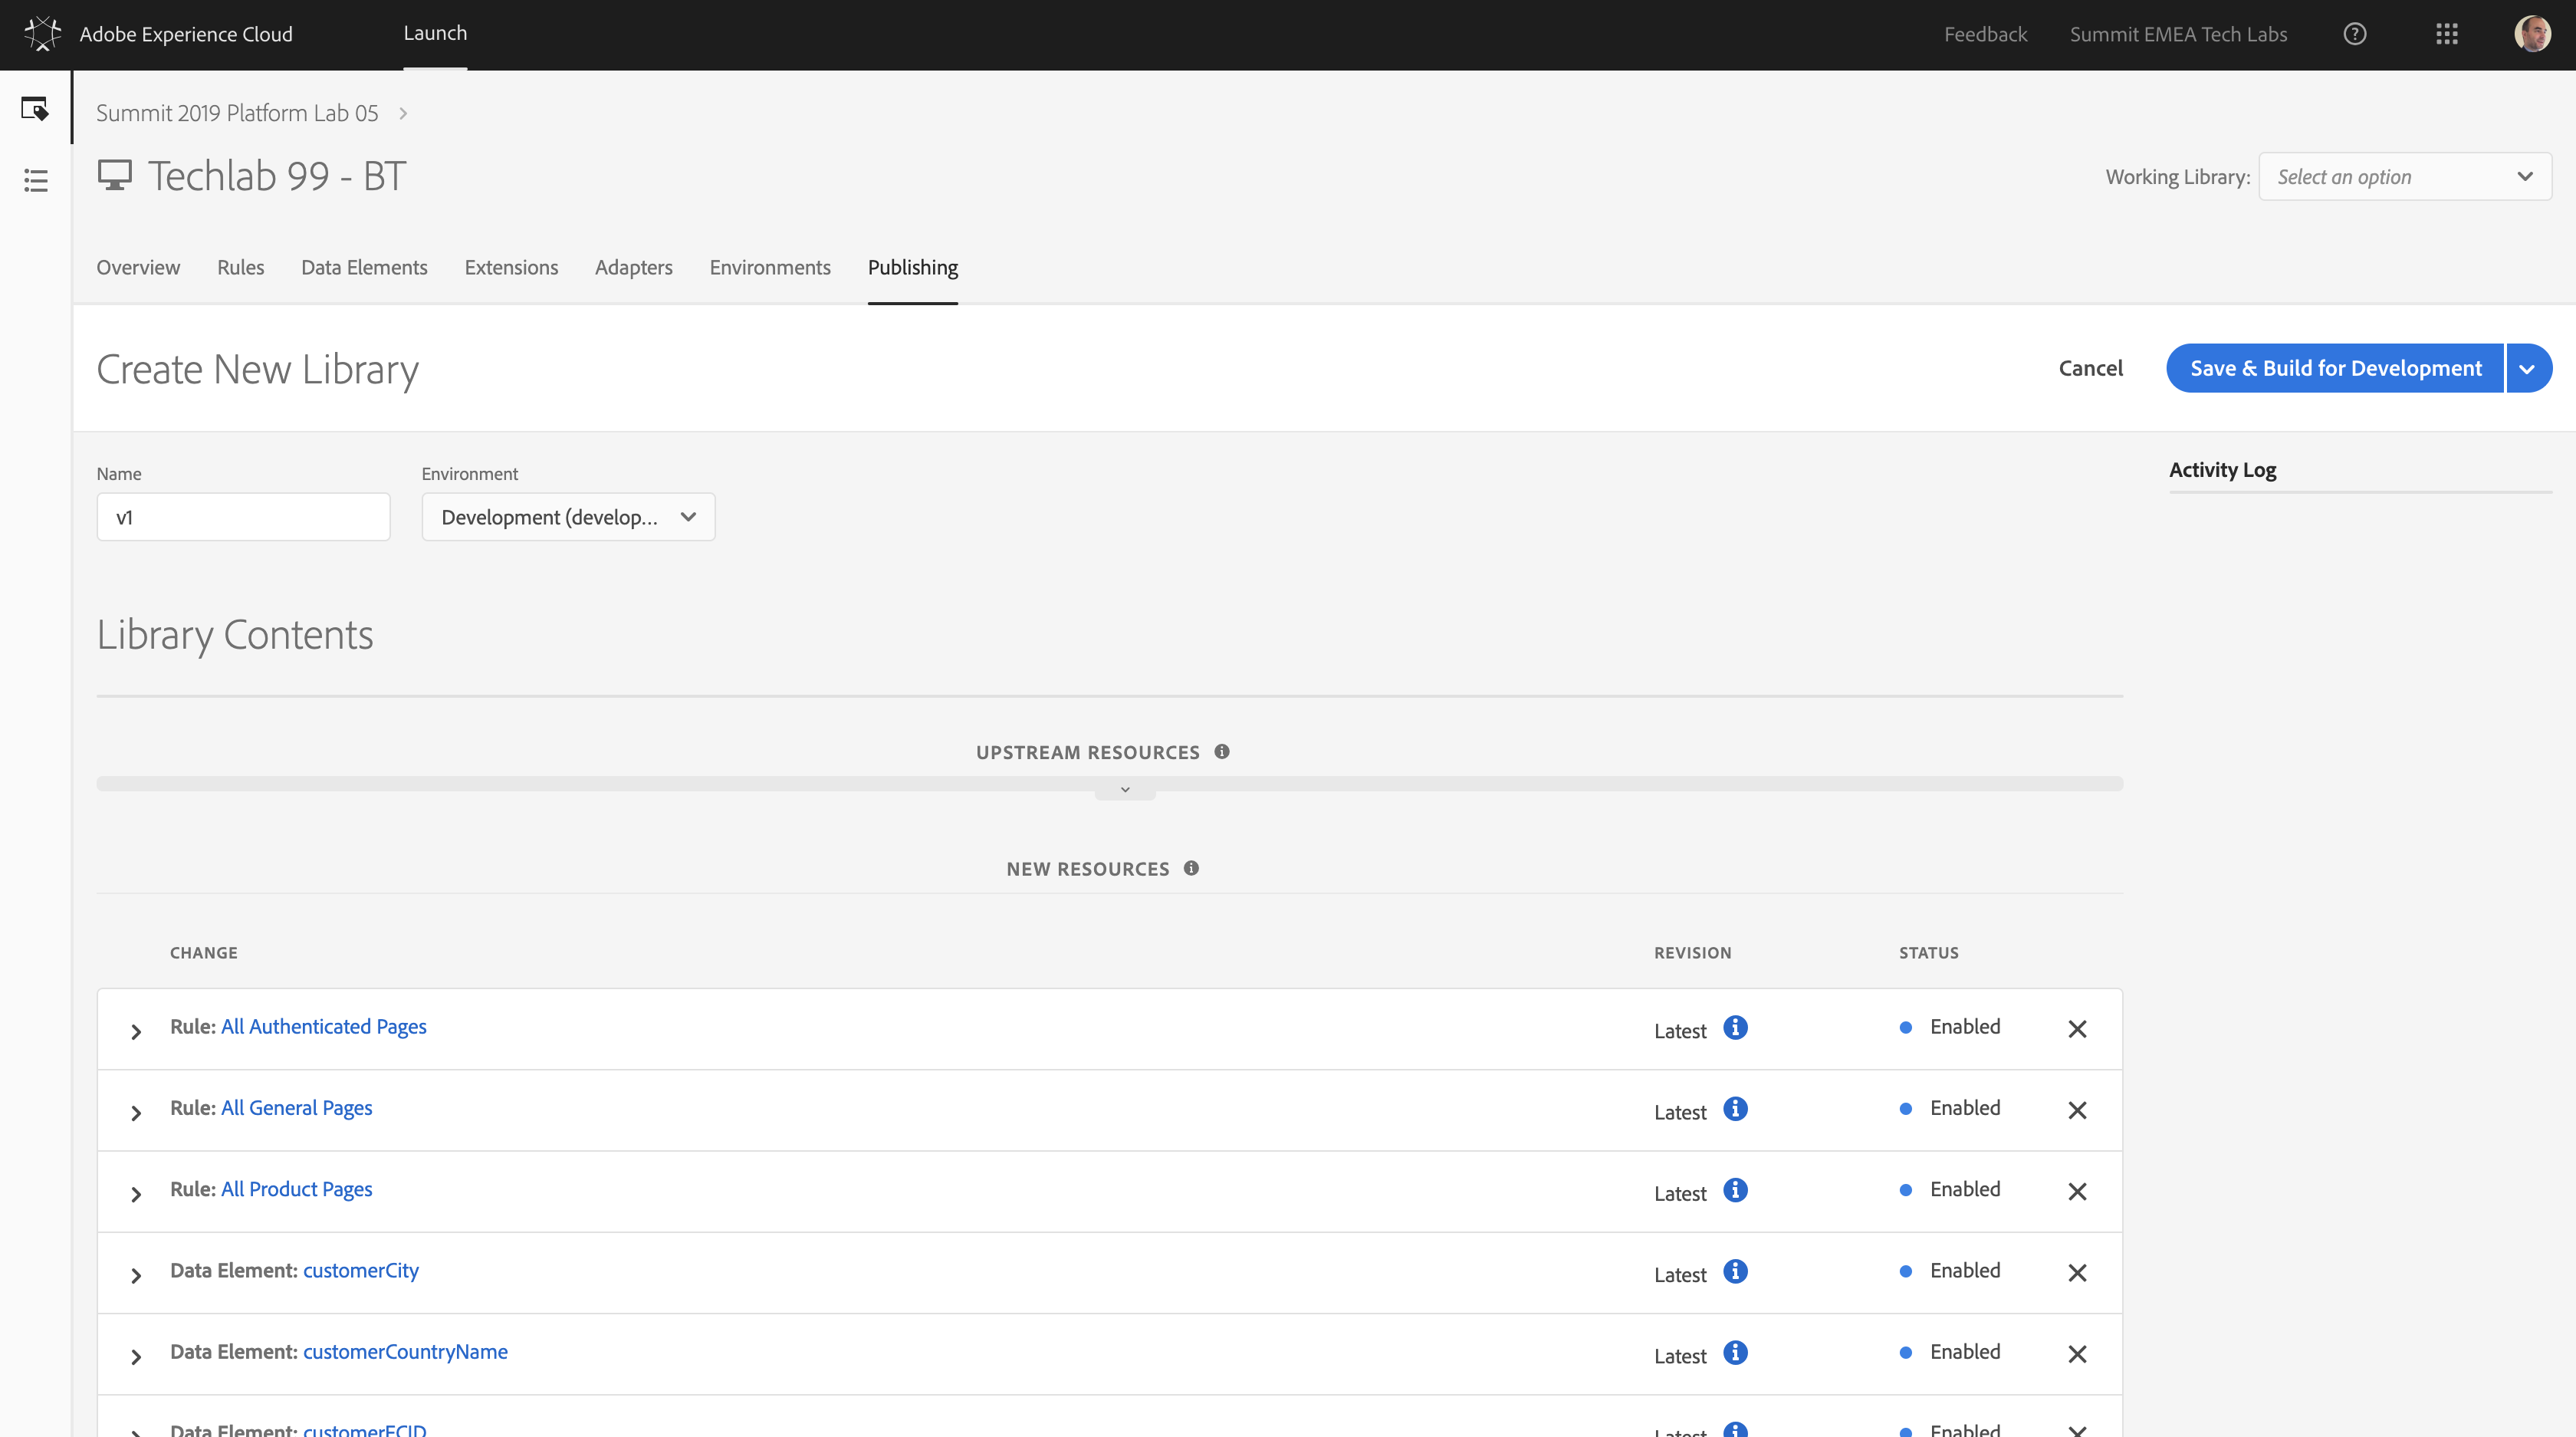 Adobe Experience Cloud Launch Feedback Summit EMEA Tech Labs
Summit 2019 Platform Lab 05
Techlab 99 - BT
Working Library: Select an option
Overview Rules Data Elements Extensions Adapters Environments Publishing
Create New Library
Cancel Save & Build for Development
Name Environment
v1 Development (develop...
Activity Log
Library Contents
UPSTREAM RESOURCES
NEW RESOURCES
CHANGE REVISION STATUS
Rule: All Authenticated Pages Latest Enabled
Rule: All General Pages Latest Enabled
Rule: All Product Pages Latest Enabled
Data Element: customerCity Latest Enabled
Data Element: customerCountryName Latest Enabled
Data Element: customerECID Latest Enabled